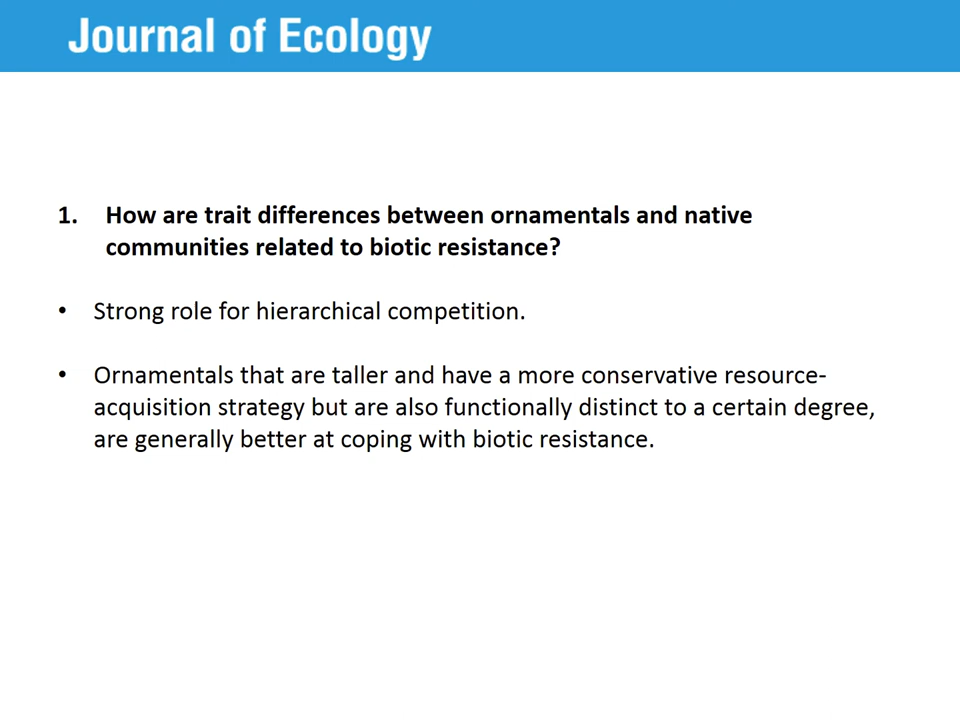 Journal of Ecology
1. How are trait differences between ornamentals and native
communities related to biotic resistance?
• Strong role for hierarchical competition.
• Ornamentals that are taller and have a more conservative resource-
acquisition strategy but are also functionally distinct to a certain degree,
are generally better at coping with biotic resistance.